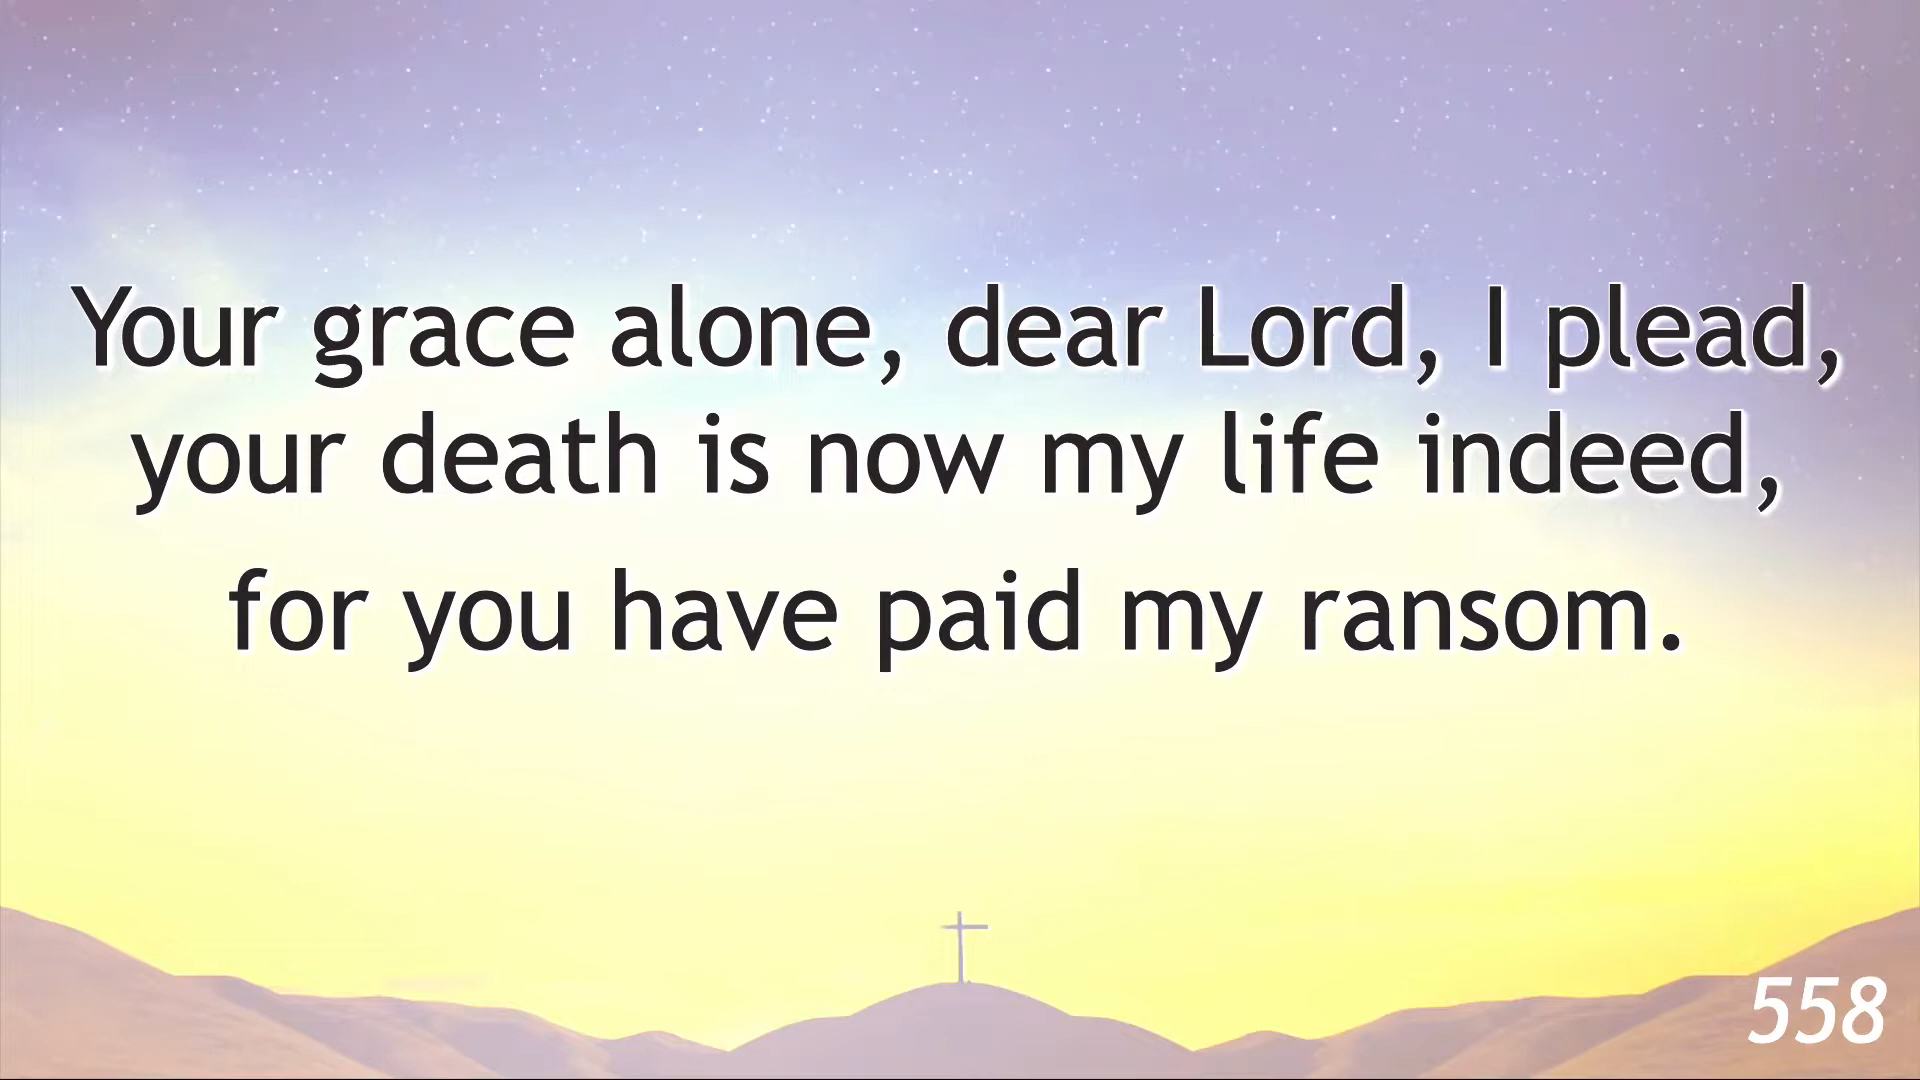 Your grace alone, dear Lord, I plead,
your death is now my life indeed,
for you have paid my ransom.
558